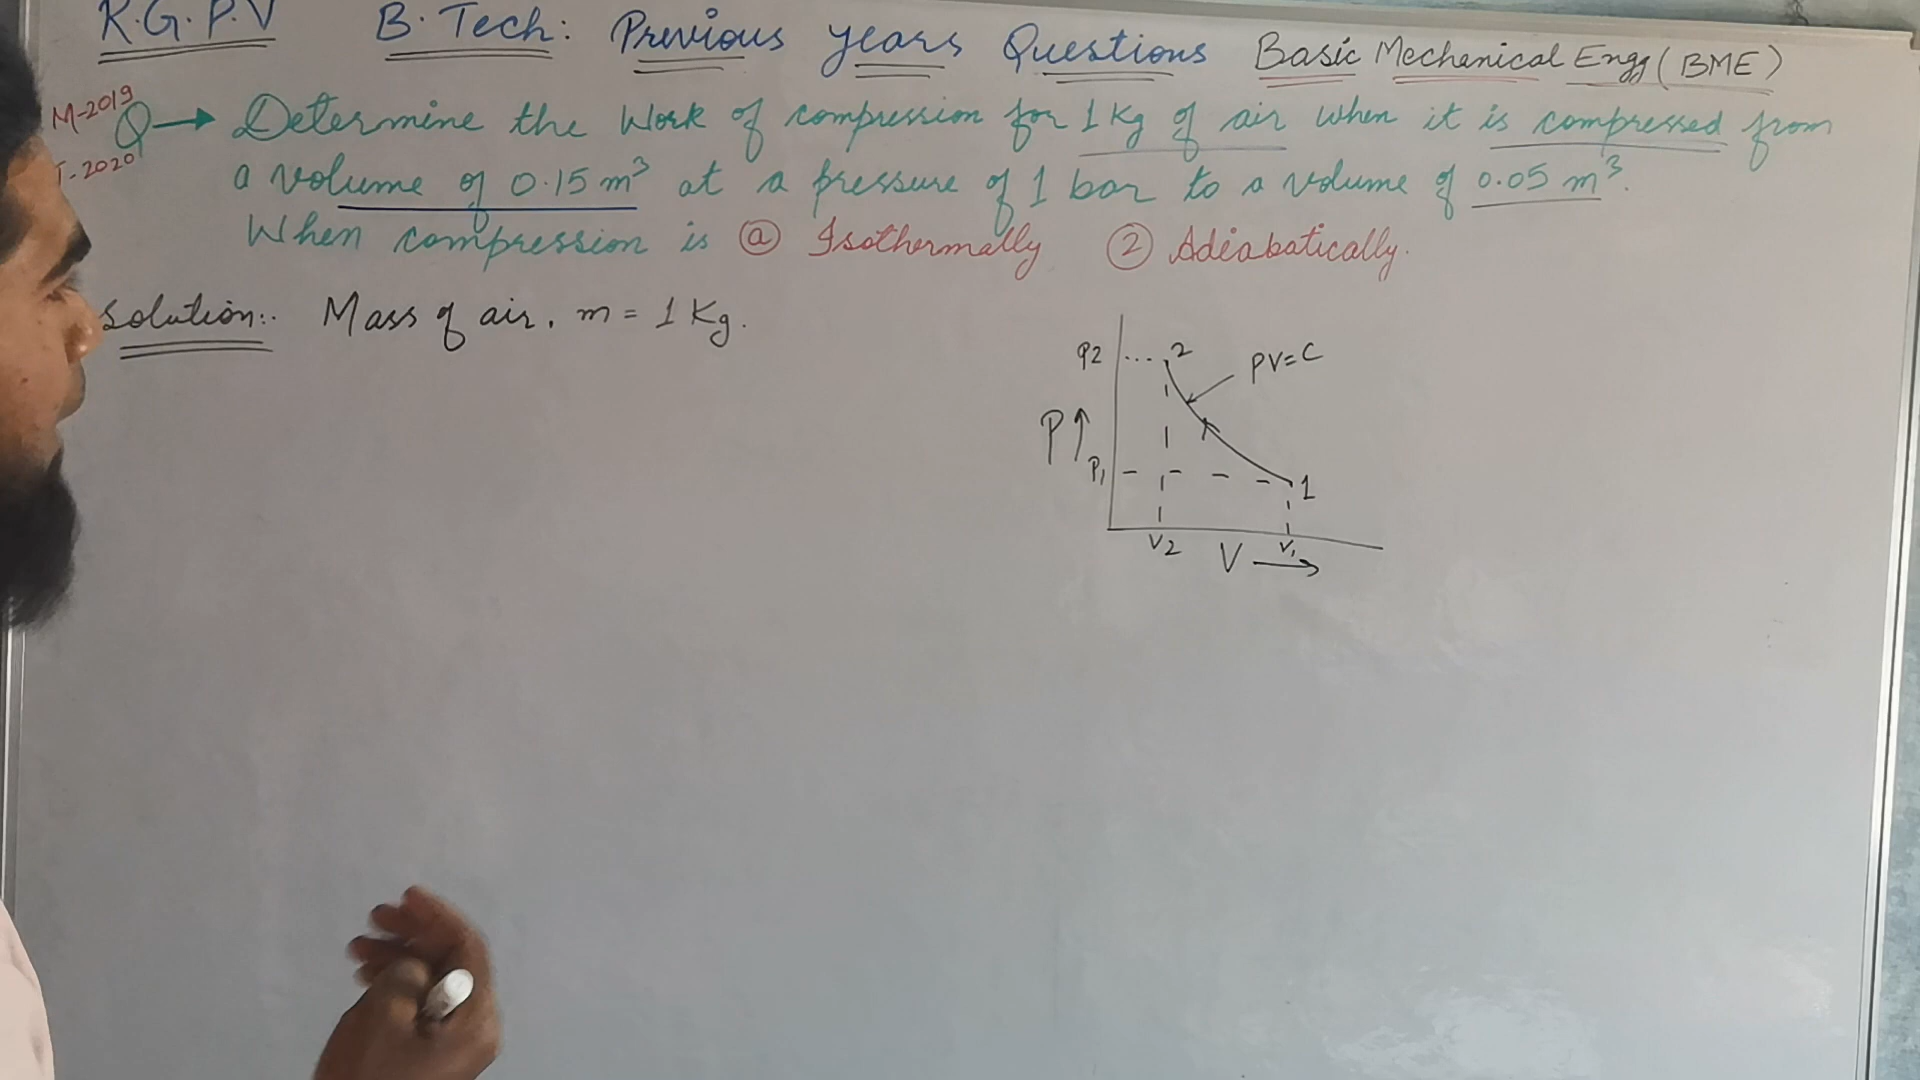 R.G.P.V B.Tech: Previous years Questions Basic Mechanical Engg (BME)
M-2019
Q→ Determine the Work of compression for 1 Kg of air when it is compressed from
2020
a volume of 0.15 m³ at a pressure of 1 bar to a volume of 0.05 m³.
When compression is ⓐ Isothermally ② Adiabatically.
Solution:. Mass of air, m = 1 Kg.
P2 2 PV=C
P↑
P1 1
V2 V1
V →